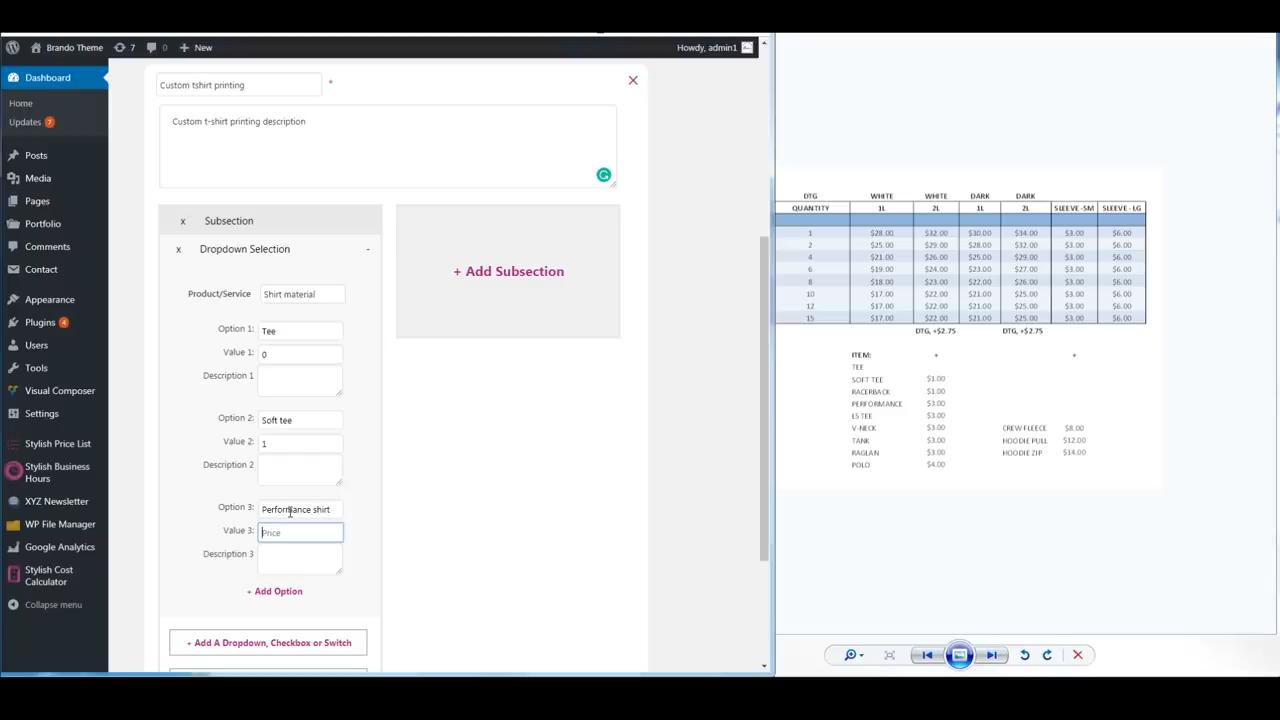 Brando Theme 7 0 + New Howdy, admin1
Dashboard
Home
Updates 7
Posts
Media
Pages
Portfolio
Comments
Contact
Appearance
Plugins 4
Users
Tools
Visual Composer
Settings
Stylish Price List
Stylish Business
Hours
XYZ Newsletter
WP File Manager
Google Analytics
Stylish Cost
Calculator
Collapse menu
Custom tshirt printing *
Custom t-shirt printing description
x Subsection
x Dropdown Selection -
Product/Service Shirt material
Option 1: Tee
Value 1: 0
Description 1
Option 2: Soft tee
Value 2: 1
Description 2
Option 3: Performance shirt
Value 3: Price
Description 3
+ Add Option
+ Add A Dropdown, Checkbox or Switch
+ Add Subsection
DTG WHITE WHITE DARK DARK
QUANTITY 1L 2L 1L 2L SLEEVE -SM SLEEVE - LG
1 $28.00 $32.00 $30.00 $34.00 $3.00 $6.00
2 $25.00 $29.00 $28.00 $32.00 $3.00 $6.00
4 $21.00 $26.00 $25.00 $29.00 $3.00 $6.00
6 $19.00 $24.00 $23.00 $27.00 $3.00 $6.00
8 $18.00 $23.00 $22.00 $26.00 $3.00 $6.00
10 $17.00 $22.00 $21.00 $25.00 $3.00 $6.00
12 $17.00 $22.00 $21.00 $25.00 $3.00 $6.00
15 $17.00 $22.00 $21.00 $25.00 $3.00 $6.00
DTG, +$2.75 DTG, +$2.75
ITEM: + +
TEE
SOFT TEE $1.00
RACERBACK $1.00
PERFORMANCE $3.00
LS TEE $3.00
V-NECK $3.00 CREW FLEECE $8.00
TANK $3.00 HOODIE PULL $12.00
RAGLAN $3.00 HOODIE ZIP $14.00
POLO $4.00